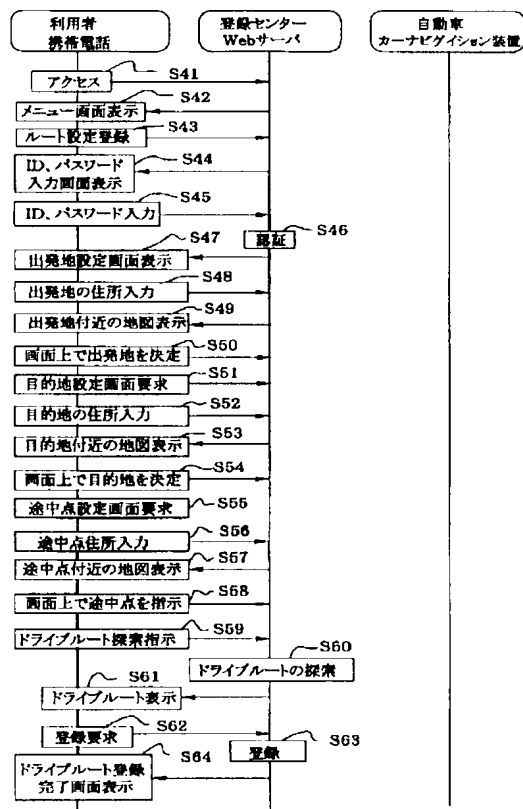 利用者
携帯電話
登録センター
Webサーバ
自動車
カーナビゲイション装置
アクセス
S41
メニュー画面表示
S42
ルート設定登録
S43
ID、パスワード
入力画面表示
S44
ID、パスワード入力
S45
認証
S46
出発地設定画面表示
S47
出発地の住所入力
S48
出発地付近の地図表示
S49
画面上で出発地を決定
S50
目的地設定画面要求
S51
目的地の住所入力
S52
目的地付近の地図表示
S53
画面上で目的地を決定
S54
途中点設定画面要求
S55
途中点住所入力
S56
途中点付近の地図表示
S57
画面上で途中点を指示
S58
ドライブルート探索指示
S59
ドライブルートの探索
S60
ドライブルート表示
S61
登録要求
S62
登録
S63
ドライブルート登録
完了画面表示
S64